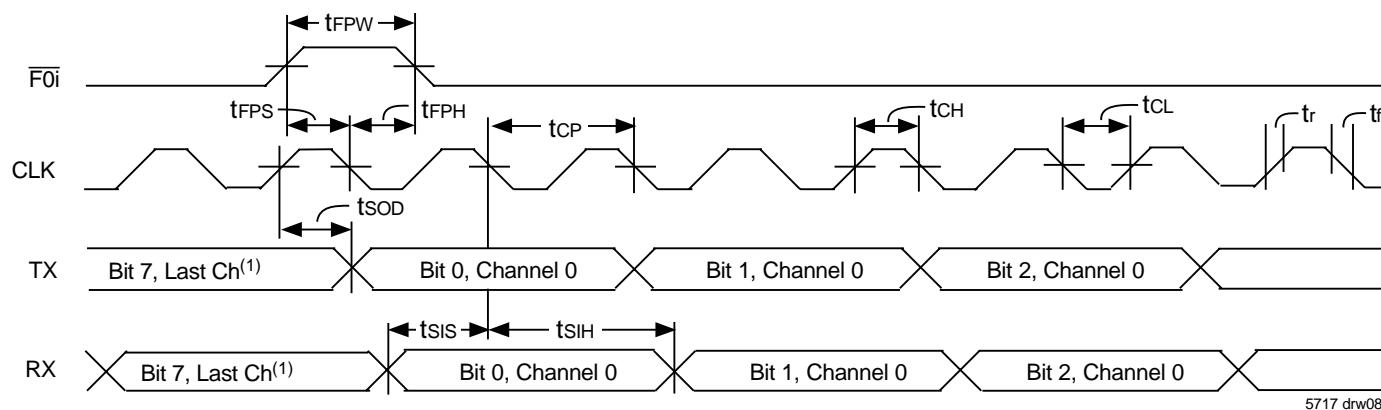 tFPW
F0i
tFPS
tFPH
tCP
tCH
tCL
tr
tf
CLK
tSOD
TX
Bit 7, Last Ch(1)
Bit 0, Channel 0
Bit 1, Channel 0
Bit 2, Channel 0
tSIS
tSIH
RX
Bit 7, Last Ch(1)
Bit 0, Channel 0
Bit 1, Channel 0
Bit 2, Channel 0
5717 drw08